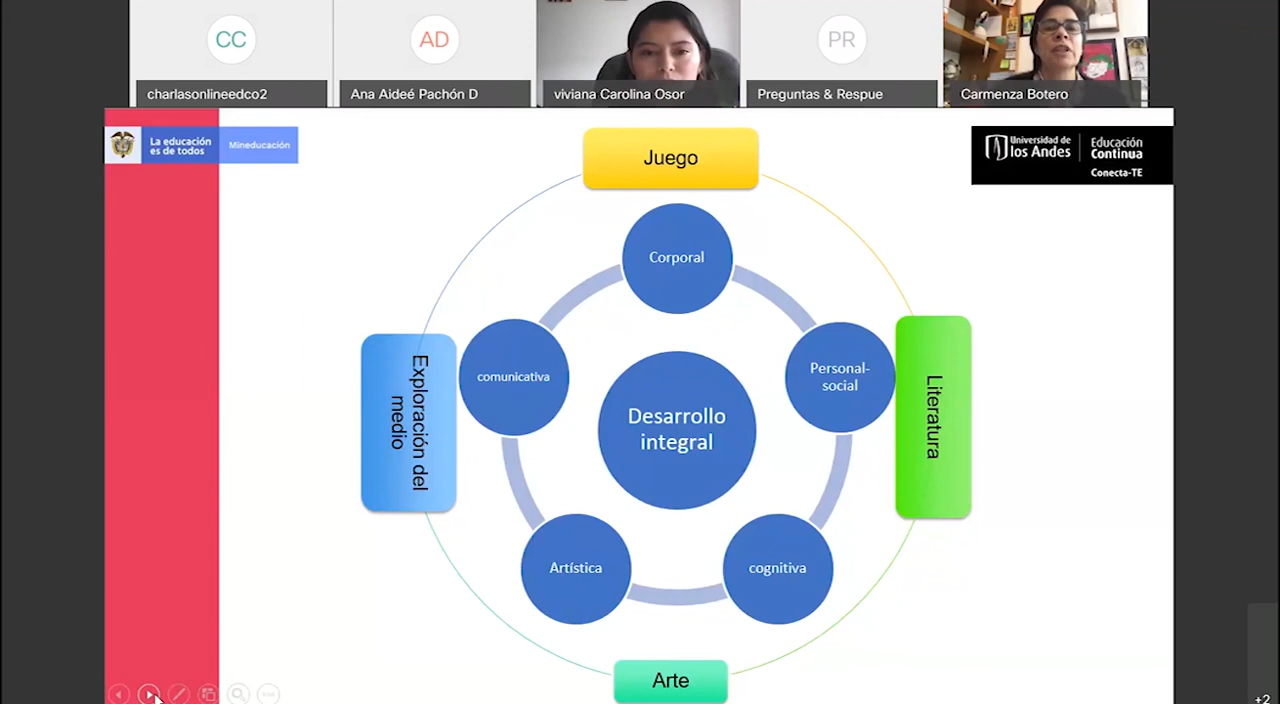 CC
AD
PR
charlasonlineedco2
Ana Aideé Pachón D
viviana Carolina Osor
Preguntas & Respue
Carmenza Botero
La educación
es de todos
Mineducación
Universidad de
los Andes
Educación
Continua
Conecta-TE
Juego
Corporal
comunicativa
Personal-
social
Exploración del
medio
Desarrollo
integral
Literatura
Artística
cognitiva
Arte
+2